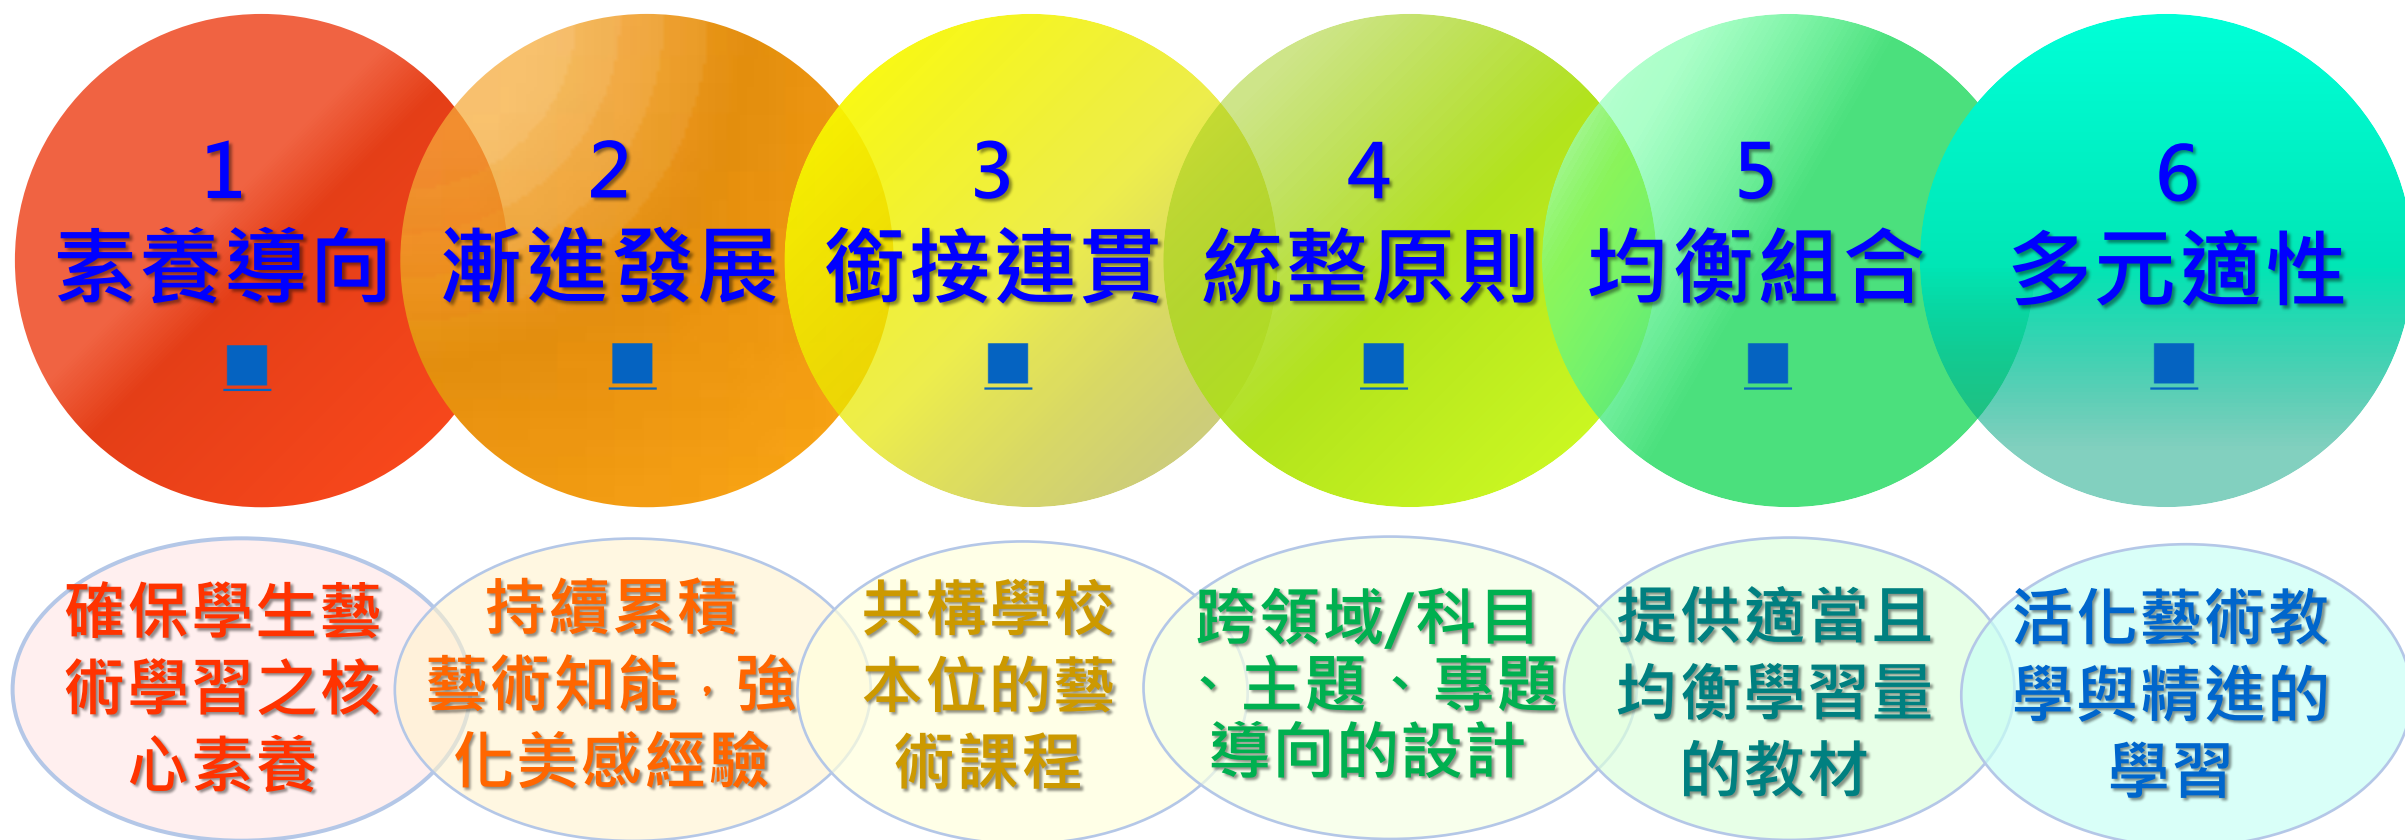 1
素養導向
2
漸進發展
3
銜接連貫
4
統整原則
5
均衡組合
6
多元適性
確保學生藝
術學習之核
心素養
持續累積
藝術知能，強
化美感經驗
共構學校
本位的藝
術課程
跨領域/科目
、主題、專題
導向的設計
提供適當且
均衡學習量
的教材
活化藝術教
學與精進的
學習